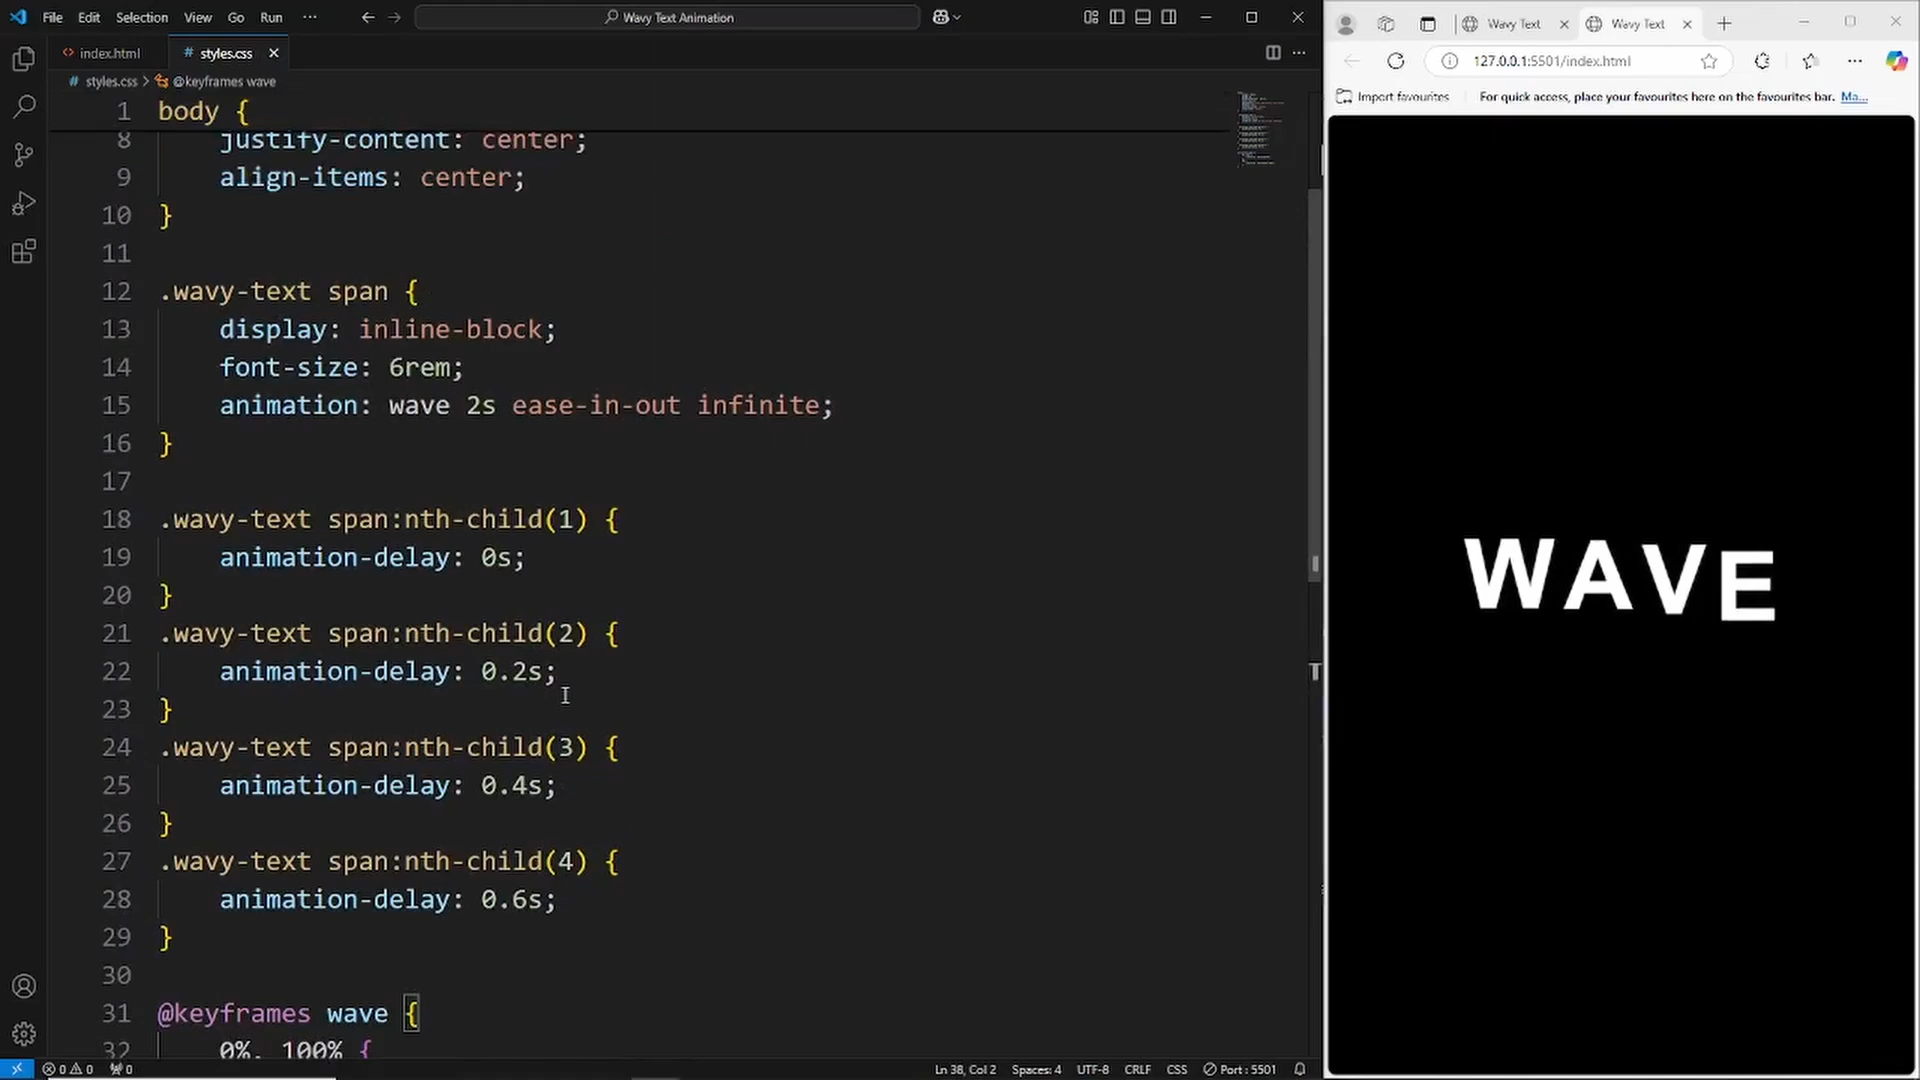 File Edit Selection View Go Run ···
Wavy Text Animation
index.html
styles.css
styles.css > @keyframes wave
1 body {
8 justify-content: center;
9 align-items: center;
10 }
11
12 .wavy-text span {
13 display: inline-block;
14 font-size: 6rem;
15 animation: wave 2s ease-in-out infinite;
16 }
17
18 .wavy-text span:nth-child(1) {
19 animation-delay: 0s;
20 }
21 .wavy-text span:nth-child(2) {
22 animation-delay: 0.2s;
23 }
24 .wavy-text span:nth-child(3) {
25 animation-delay: 0.4s;
26 }
27 .wavy-text span:nth-child(4) {
28 animation-delay: 0.6s;
29 }
30
31 @keyframes wave {
32 0%, 100% {
0 0 0
Ln 38, Col 2 Spaces: 4 UTF-8 CRLF CSS Port : 5501
Wavy Text
Wavy Text
127.0.0.1:5501/index.html
Import favourites
For quick access, place your favourites here on the favourites bar. Ma...
WAVE